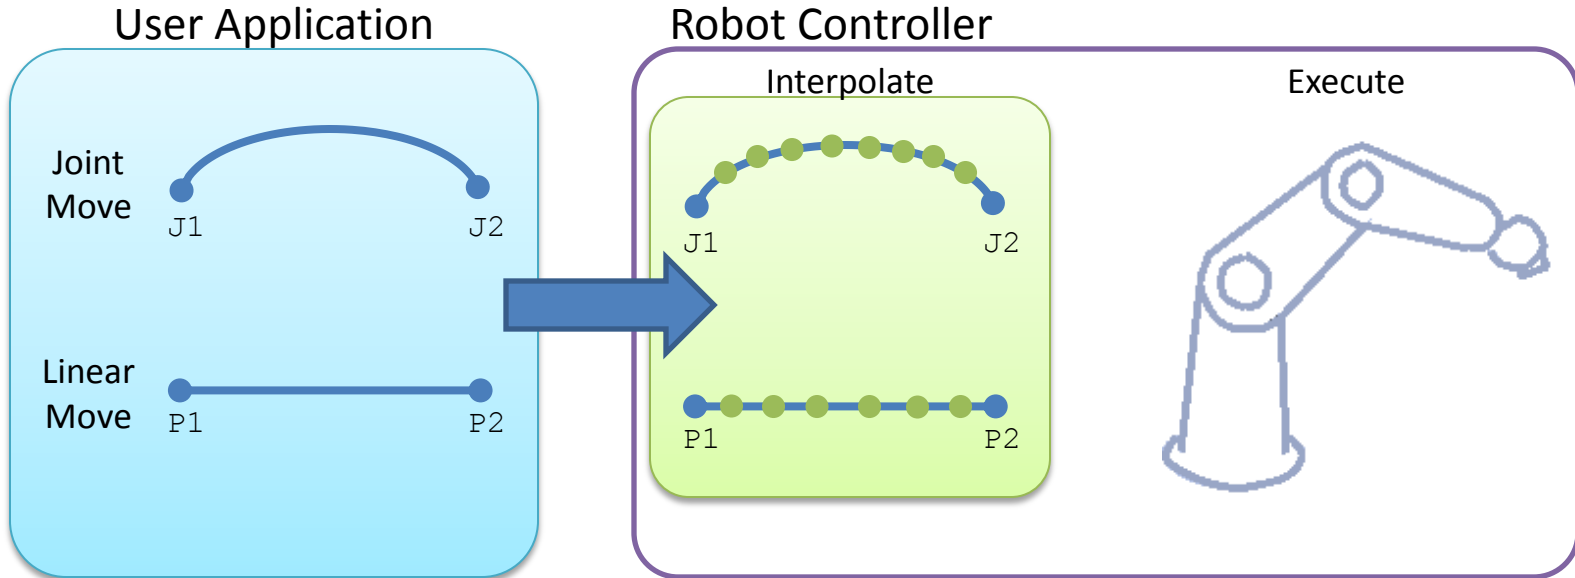 User Application
Joint
Move
J1
J2
Linear
Move
P1
P2
Robot Controller
Interpolate
J1
J2
P1
P2
Execute